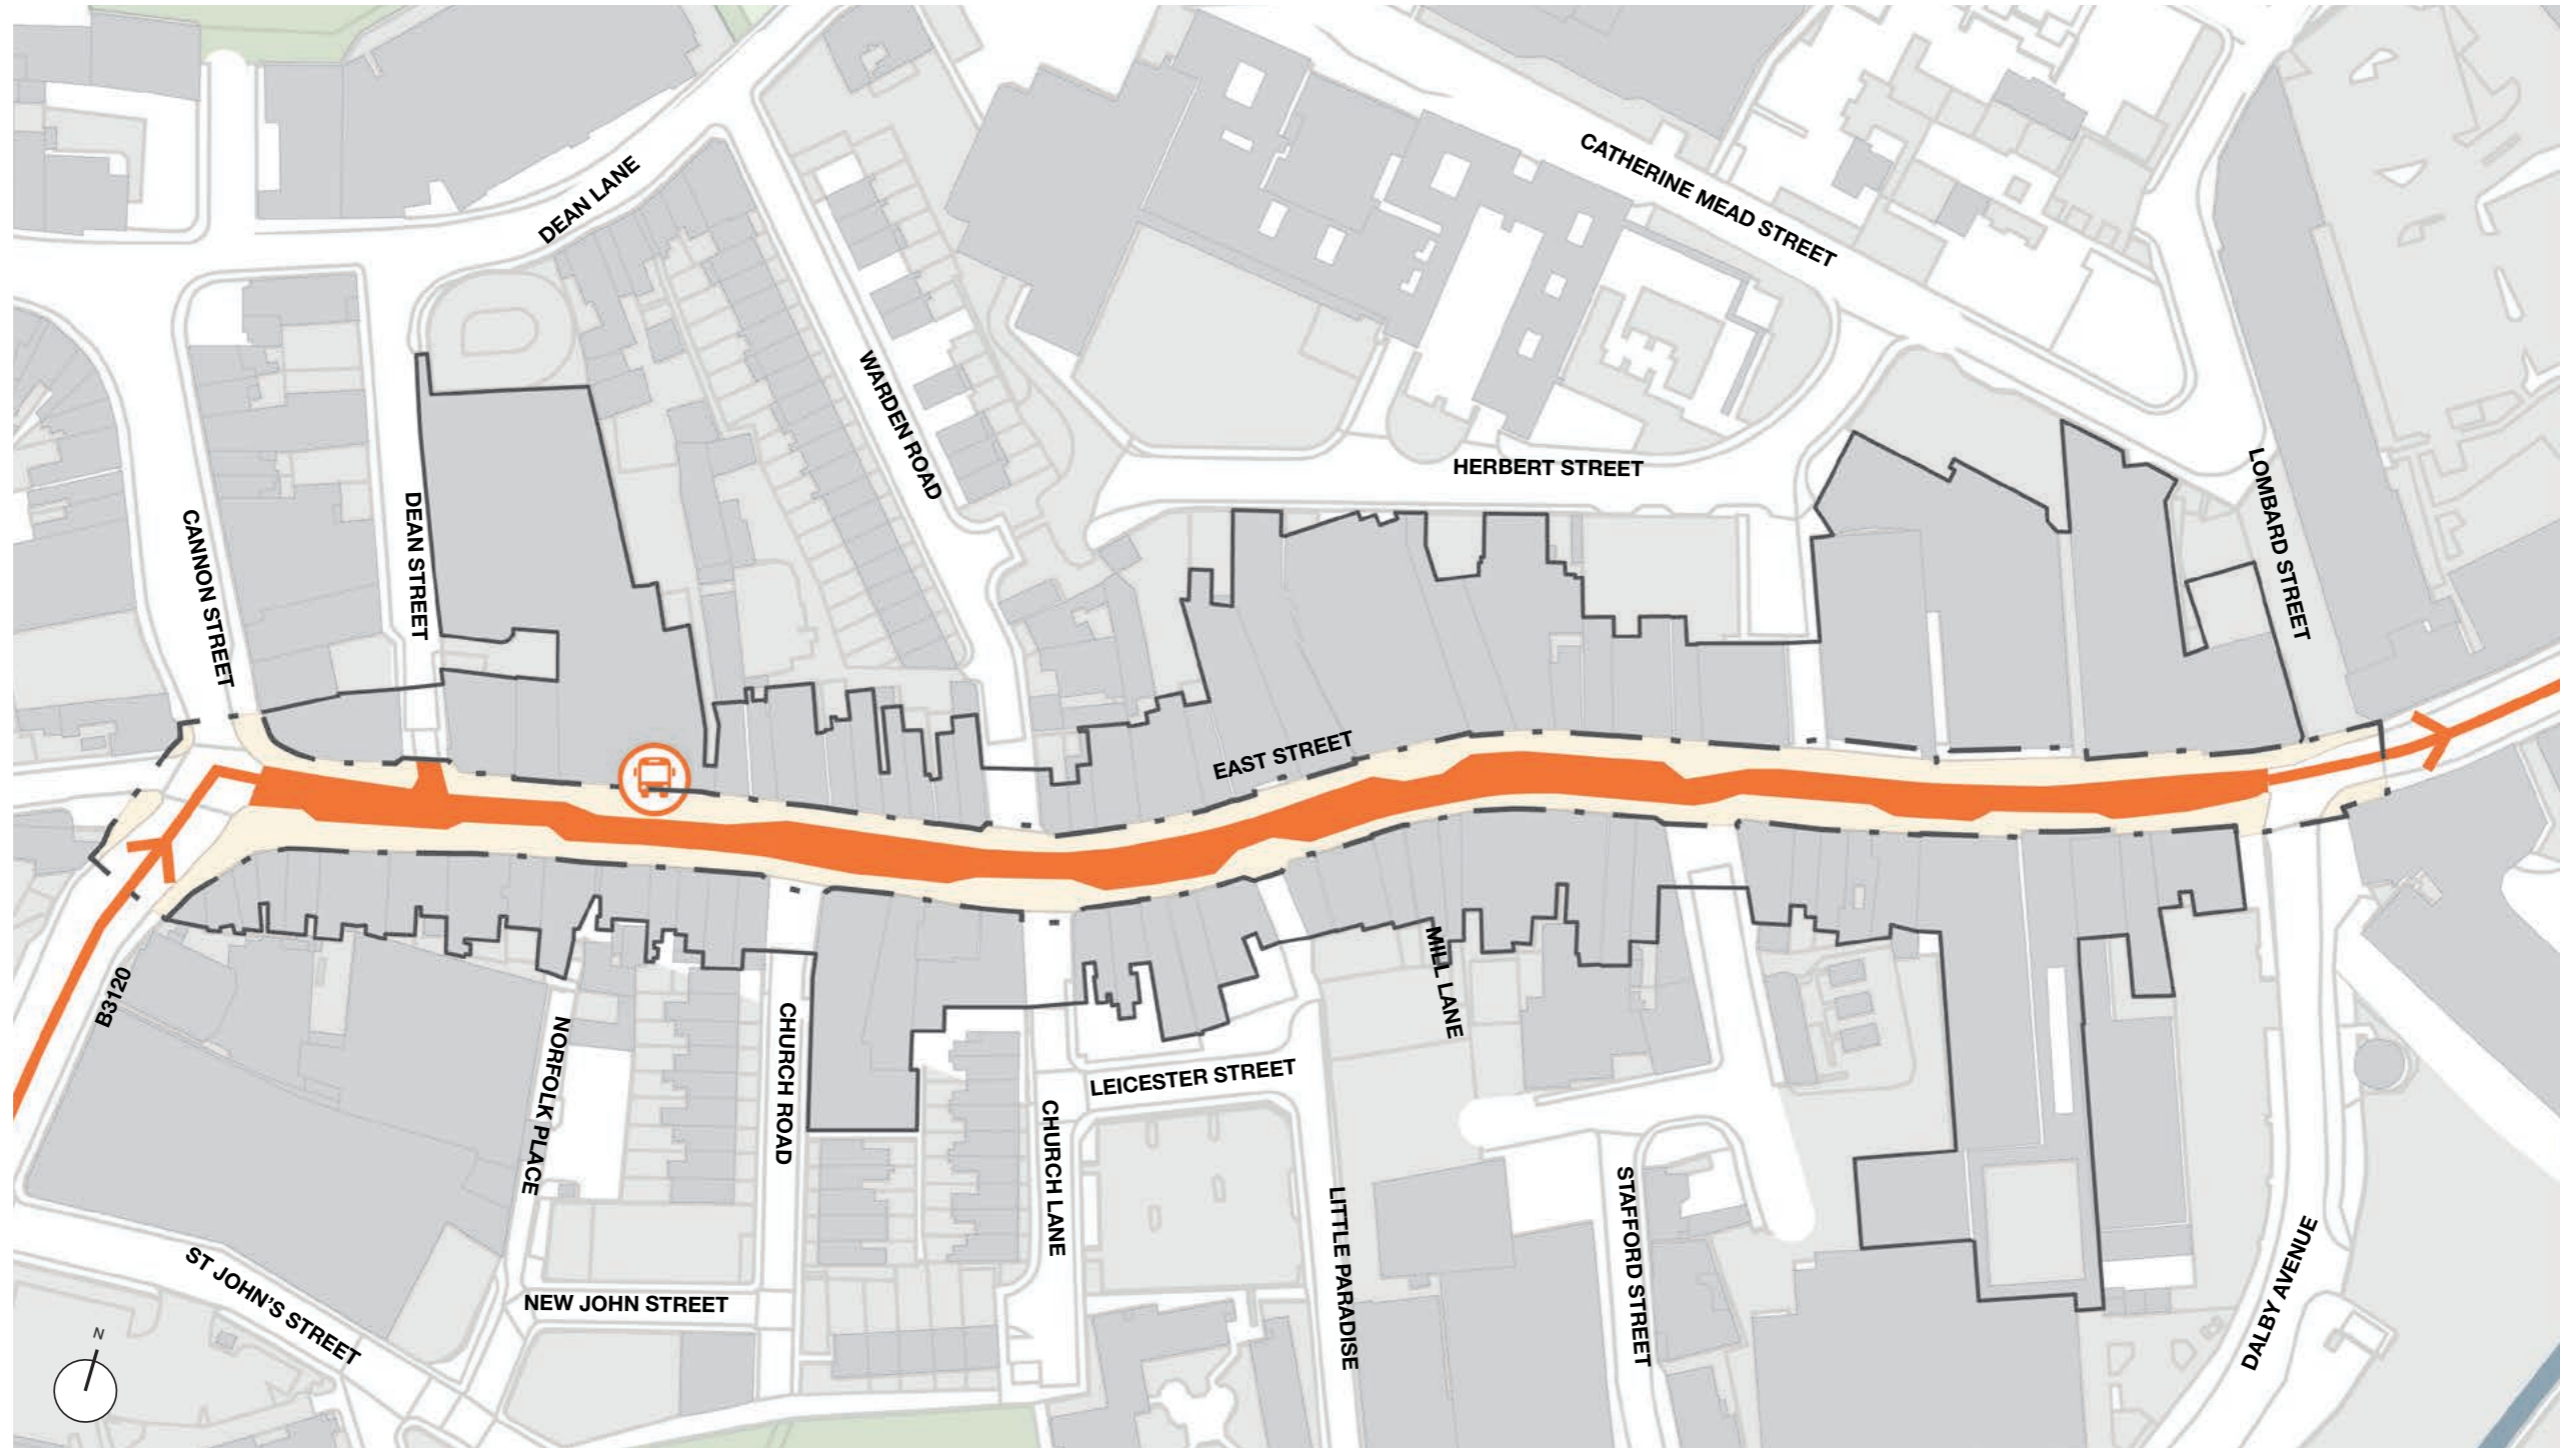 DEAN LANE
CATHERINE MEAD STREET
WARDEN ROAD
HERBERT STREET
LOMBARD STREET
CANNON STREET
DEAN STREET
EAST STREET
B3120
MILL LANE
NORFOLK PLACE
CHURCH ROAD
LEICESTER STREET
CHURCH LANE
LITTLE PARADISE
STAFFORD STREET
DALBY AVENUE
ST JOHN'S STREET
NEW JOHN STREET
N